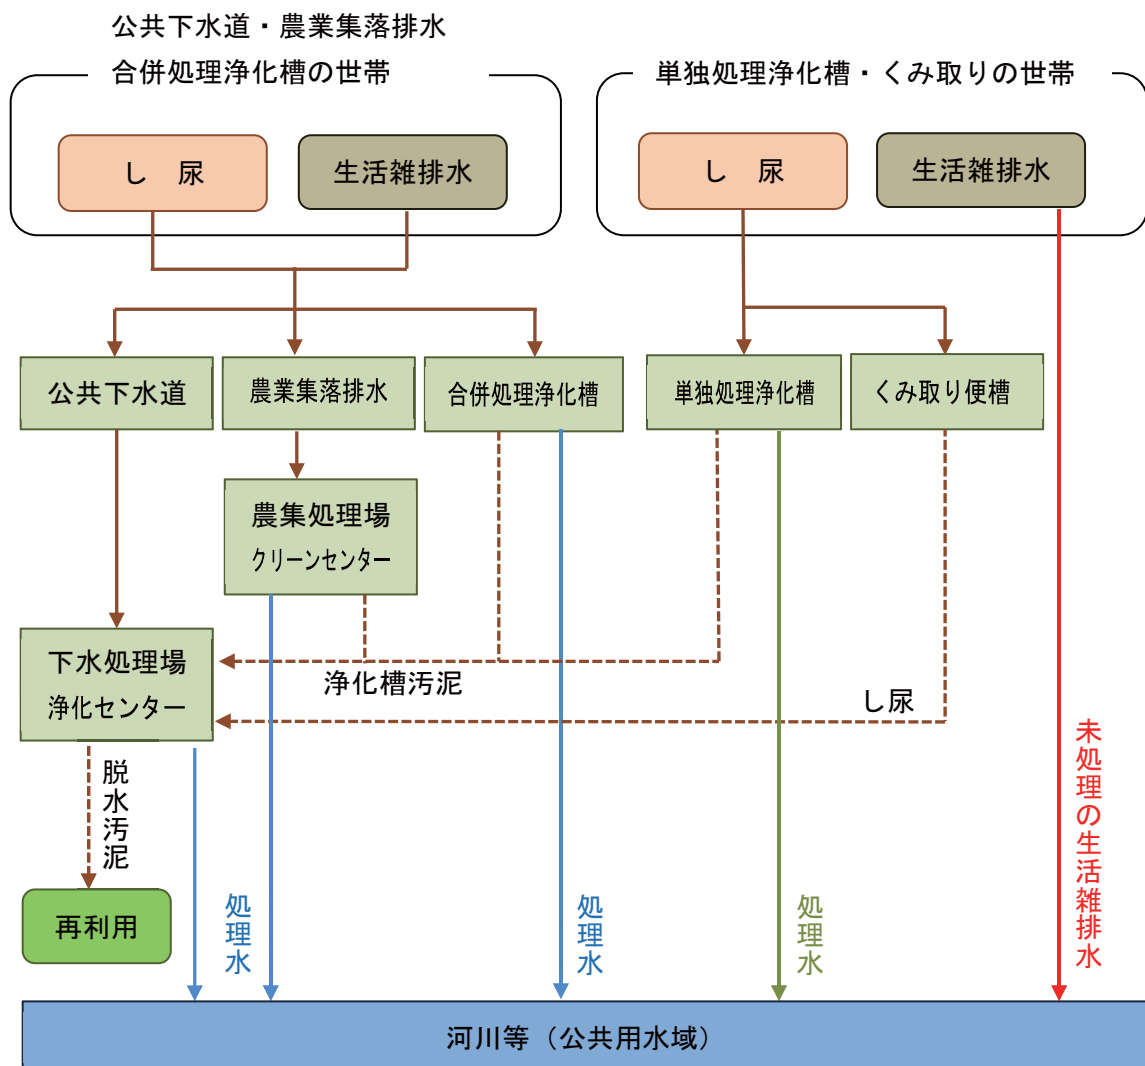 公共下水道・農業集落排水
合併処理浄化槽の世帯
単独処理浄化槽・くみ取りの世帯
し　尿
生活雑排水
し　尿
生活雑排水
公共下水道
農業集落排水
合併処理浄化槽
単独処理浄化槽
くみ取り便槽
農集処理場
クリーンセンター
下水処理場
浄化センター
浄化槽汚泥
し尿
脱水汚泥
未処理の生活雑排水
再利用
処理水
処理水
処理水
河川等（公共用水域）